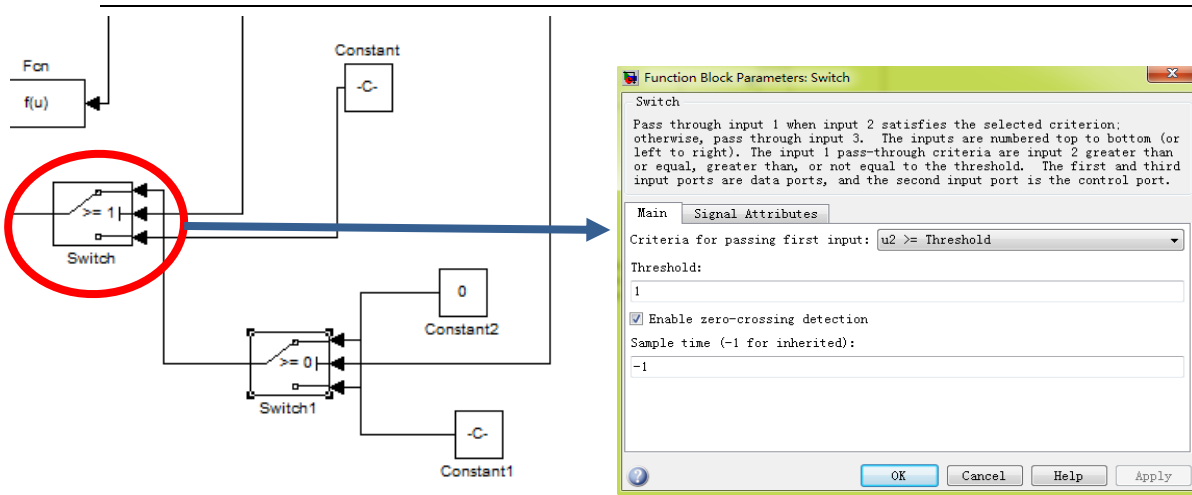 Constant
-C-
Fcn
f(u)
>= 1
Switch
0
Constant2
>= 0
Switch1
-C-
Constant1
Function Block Parameters: Switch
Switch
Pass through input 1 when input 2 satisfies the selected criterion;
otherwise, pass through input 3.  The inputs are numbered top to bottom (or
left to right). The input 1 pass-through criteria are input 2 greater than
or equal, greater than, or not equal to the threshold.  The first and third
input ports are data ports, and the second input port is the control port.
Main Signal Attributes
Criteria for passing first input: u2 >= Threshold
Threshold:
1
Enable zero-crossing detection
Sample time (-1 for inherited):
-1
OK Cancel Help Apply